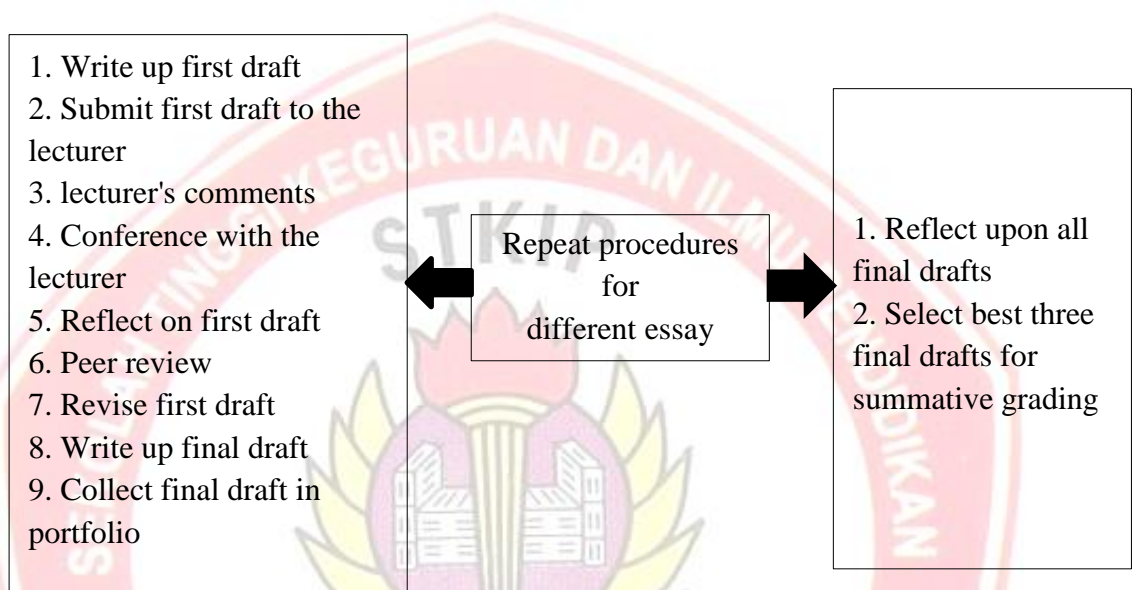 1. Write up first draft
2. Submit first draft to the
lecturer
3. lecturer's comments
4. Conference with the
lecturer
5. Reflect on first draft
6. Peer review
7. Revise first draft
8. Write up final draft
9. Collect final draft in
portfolio
Repeat procedures
for
different essay
1. Reflect upon all
final drafts
2. Select best three
final drafts for
summative grading
STKIP
KEGURUAN DAN